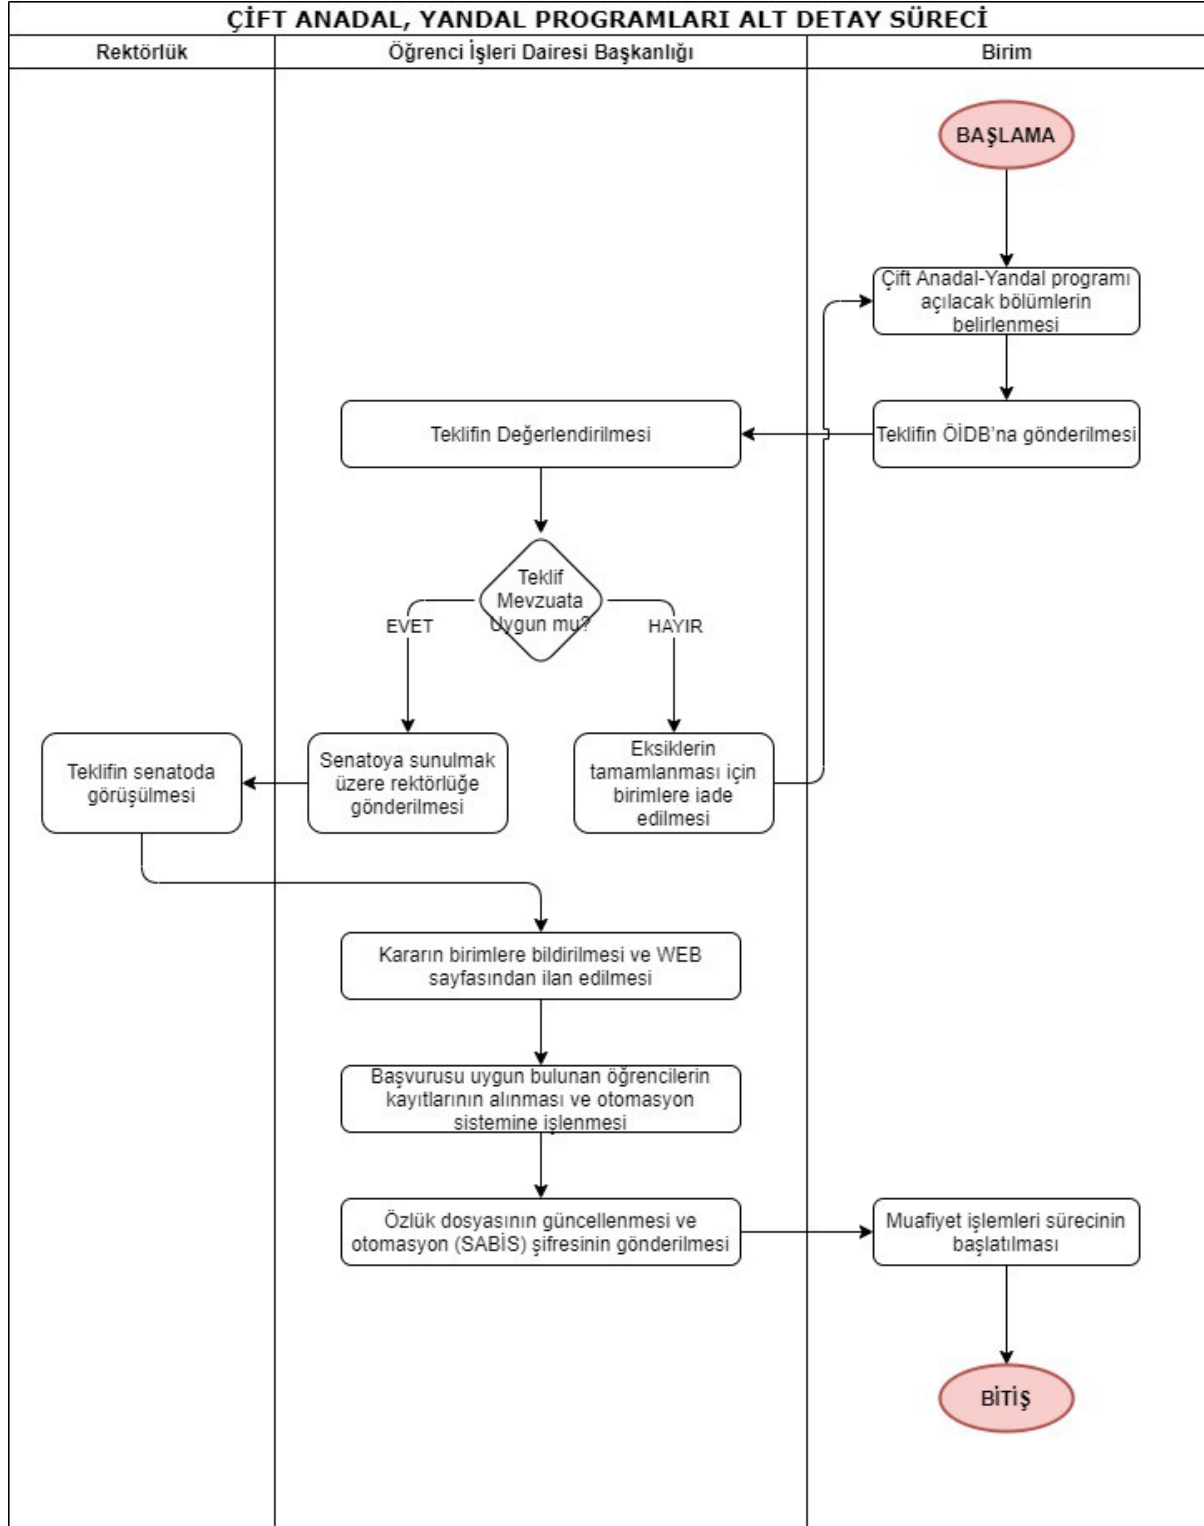 ÇİFT ANADAL, YANDAL PROGRAMLARI ALT DETAY SÜRECİ
Rektörlük
Öğrenci İşleri Dairesi Başkanlığı
Birim
BAŞLAMA
Çift Anadal-Yandal programı
açılacak bölümlerin
belirlenmesi
Teklifin ÖİDB'na gönderilmesi
Teklifin Değerlendirilmesi
Teklif
Mevzuata
Uygun mu?
EVET
HAYIR
Teklifin senatoda
görüşülmesi
Senatoya sunulmak
üzere rektörlüğe
gönderilmesi
Eksiklerin
tamamlanması için
birimlere iade
edilmesi
Kararın birimlere bildirilmesi ve WEB
sayfasından ilan edilmesi
Başvurusu uygun bulunan öğrencilerin
kayıtlarının alınması ve otomasyon
sistemine işlenmesi
Özlük dosyasının güncellenmesi ve
otomasyon (SABİS) şifresinin gönderilmesi
Muafiyet işlemleri sürecinin
başlatılması
BİTİŞ